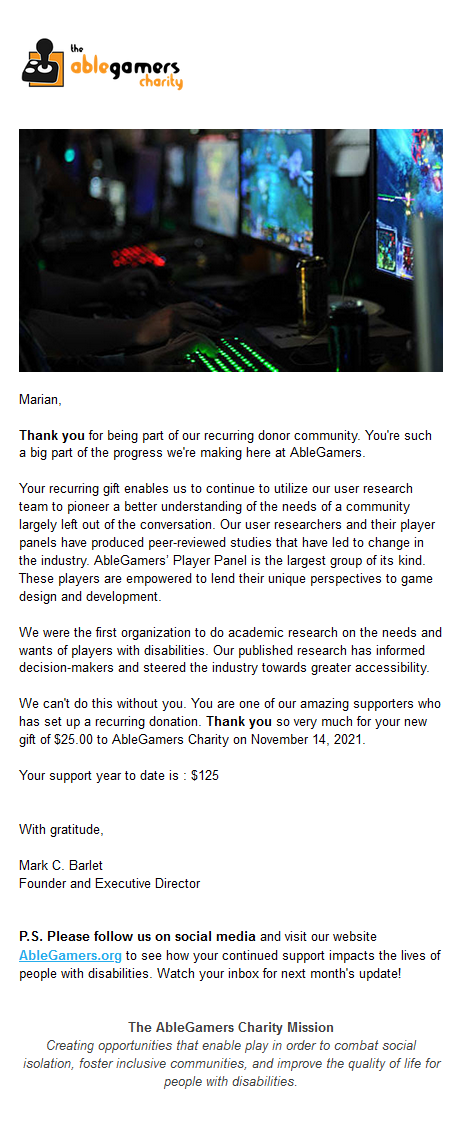 the
ablegamers
charity
Marian,
Thank you for being part of our recurring donor community. You're such
a big part of the progress we're making here at AbleGamers.
Your recurring gift enables us to continue to utilize our user research
team to pioneer a better understanding of the needs of a community
largely left out of the conversation. Our user researchers and their player
panels have produced peer-reviewed studies that have led to change in
the industry. AbleGamers' Player Panel is the largest group of its kind.
These players are empowered to lend their unique perspectives to game
design and development.
We were the first organization to do academic research on the needs and
wants of players with disabilities. Our published research has informed
decision-makers and steered the industry towards greater accessibility.
We can't do this without you. You are one of our amazing supporters who
has set up a recurring donation. Thank you so very much for your new
gift of $25.00 to AbleGamers Charity on November 14, 2021.
Your support year to date is : $125
With gratitude,
Mark C. Barlet
Founder and Executive Director
P.S. Please follow us on social media and visit our website
AbleGamers.org to see how your continued support impacts the lives of
people with disabilities. Watch your inbox for next month's update!
The AbleGamers Charity Mission
Creating opportunities that enable play in order to combat social
isolation, foster inclusive communities, and improve the quality of life for
people with disabilities.